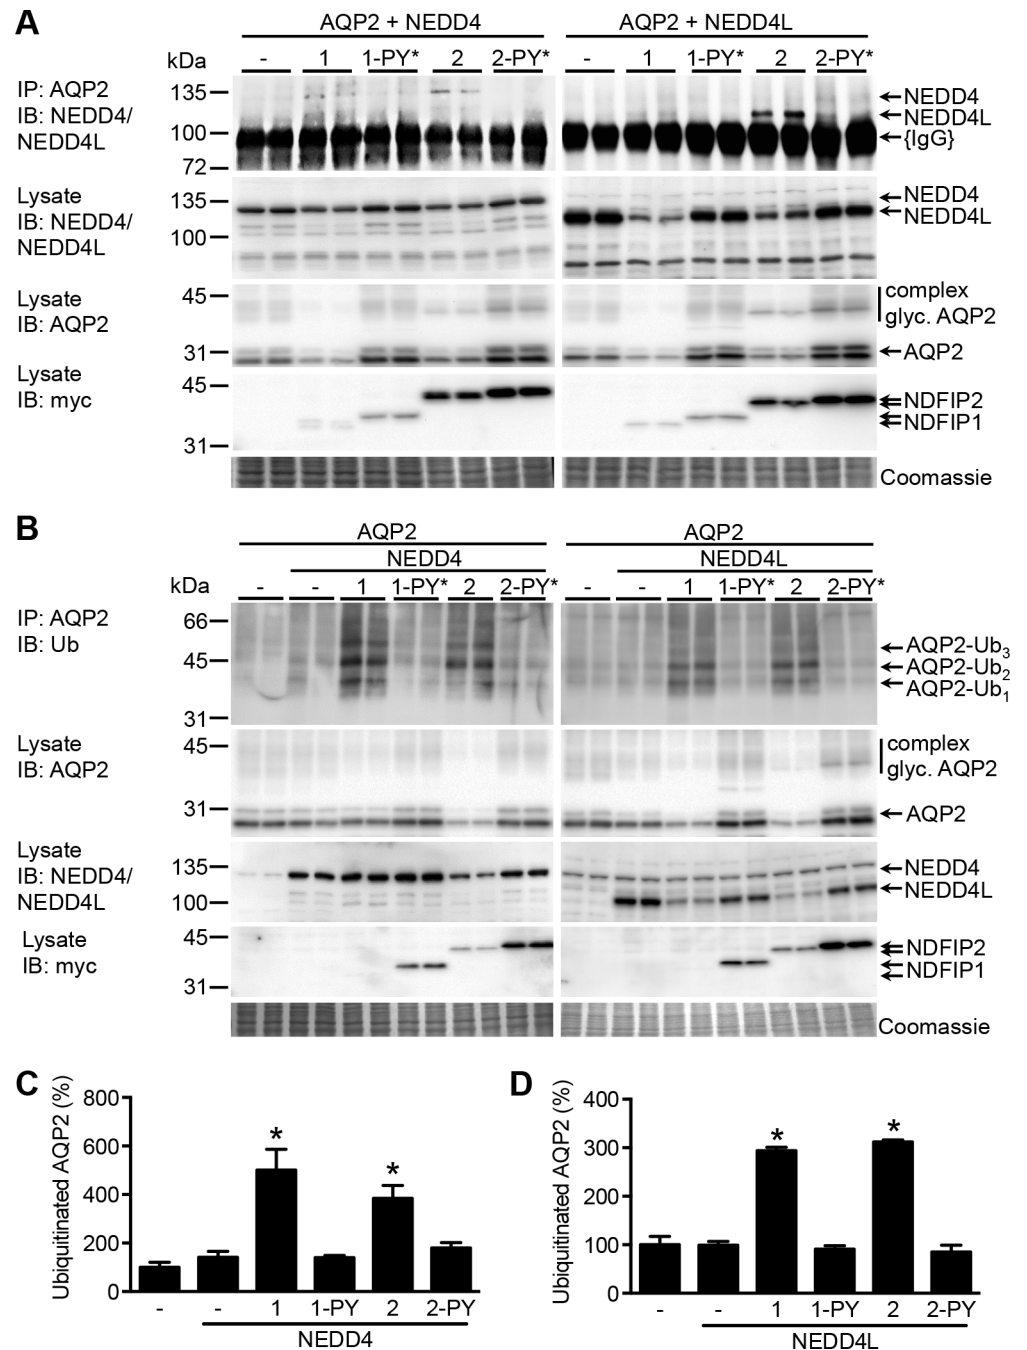 A
AQP2 + NEDD4
AQP2 + NEDD4L
kDa
- 1 1-PY* 2 2-PY*
- 1 1-PY* 2 2-PY*
IP: AQP2
IB: NEDD4/
NEDD4L
135
100
72
NEDD4
NEDD4L
{IgG}
Lysate
IB: NEDD4/
NEDD4L
135
100
NEDD4
NEDD4L
Lysate
IB: AQP2
45
31
complex
glyc. AQP2
AQP2
Lysate
IB: myc
45
31
NDFIP2
NDFIP1
Coomassie
B
AQP2
AQP2
NEDD4
NEDD4L
kDa
- - 1 1-PY* 2 2-PY*
- - 1 1-PY* 2 2-PY*
IP: AQP2
IB: Ub
66
45
31
AQP2-Ub3
AQP2-Ub2
AQP2-Ub1
Lysate
IB: AQP2
45
31
complex
glyc. AQP2
AQP2
Lysate
IB: NEDD4/
NEDD4L
135
100
NEDD4
NEDD4L
Lysate
IB: myc
45
31
NDFIP2
NDFIP1
Coomassie
C
Ubiquitinated AQP2 (%)
800
600
400
200
0
* *
- - 1 1-PY 2 2-PY
NEDD4
D
Ubiquitinated AQP2 (%)
400
300
200
100
0
* *
- - 1 1-PY 2 2-PY
NEDD4L